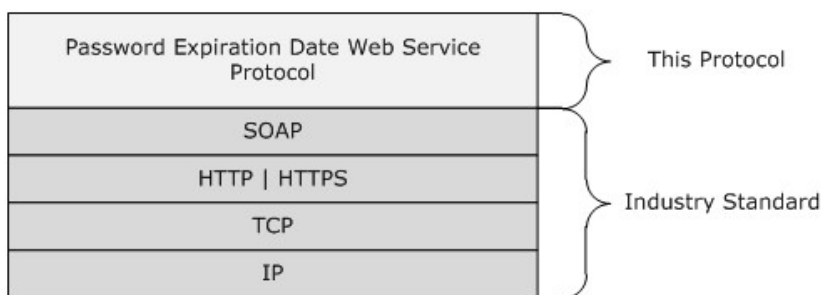 Password Expiration Date Web Service
Protocol
This Protocol
SOAP
HTTP | HTTPS
TCP
IP
Industry Standard